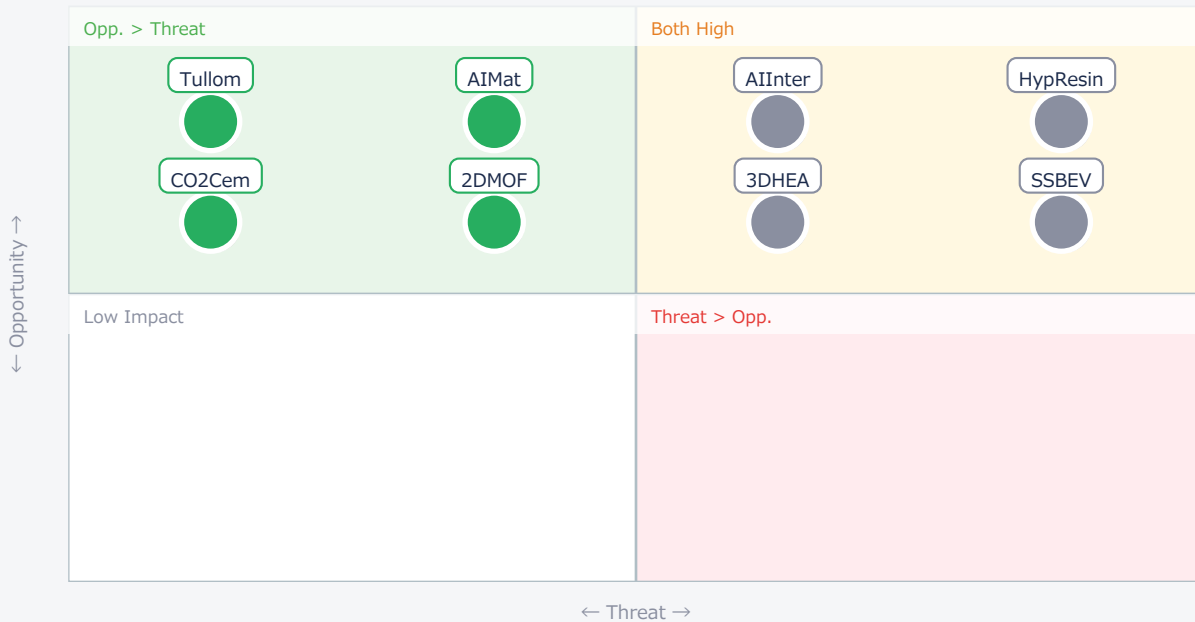 Opp. > Threat
Both High
Tullom
AIMat
AIInter
HypResin
CO2Cem
2DMOF
3DHEA
SSBEV
← Opportunity →
Low Impact
Threat > Opp.
← Threat →